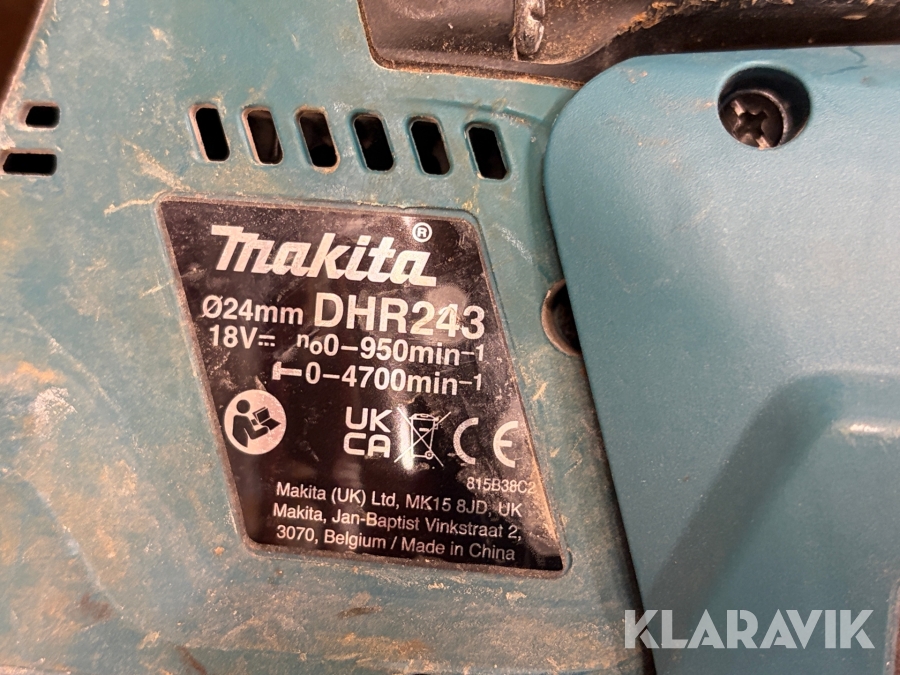 makita®
Ø24mm DHR243
18V⎓ n₀0-950min⁻¹
0-4700min⁻¹
UK
CA
CE
815B38C2
Makita (UK) Ltd, MK15 8JD, UK
Makita, Jan-Baptist Vinkstraat 2,
3070, Belgium / Made in China
KLARAVIK